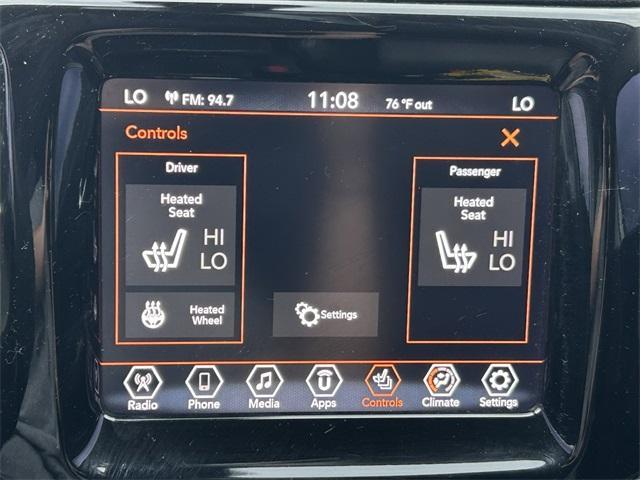 LO FM: 94.7 11:08 76 °F out LO
Controls X
Driver
Heated
Seat
HI
LO
Heated
Wheel
Settings
Passenger
Heated
Seat
HI
LO
Radio Phone Media Apps Controls Climate Settings